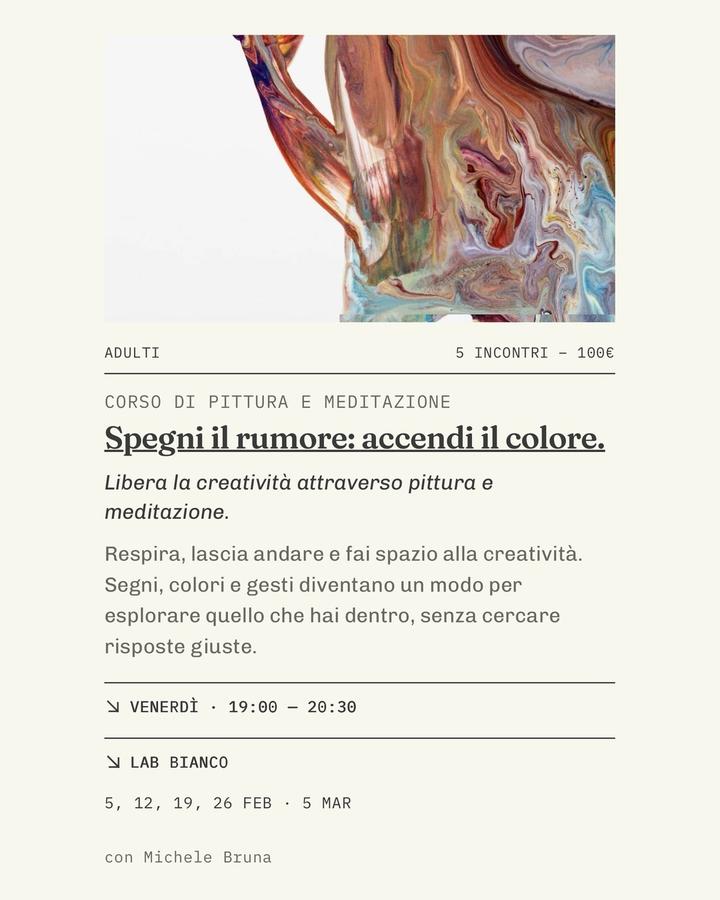 ADULTI
5 INCONTRI – 100€
CORSO DI PITTURA E MEDITAZIONE
Spegni il rumore: accendi il colore.
Libera la creatività attraverso pittura e
meditazione.
Respira, lascia andare e fai spazio alla creatività.
Segni, colori e gesti diventano un modo per
esplorare quello che hai dentro, senza cercare
risposte giuste.
↘ VENERDÌ · 19:00 — 20:30
↘ LAB BIANCO
5, 12, 19, 26 FEB · 5 MAR
con Michele Bruna